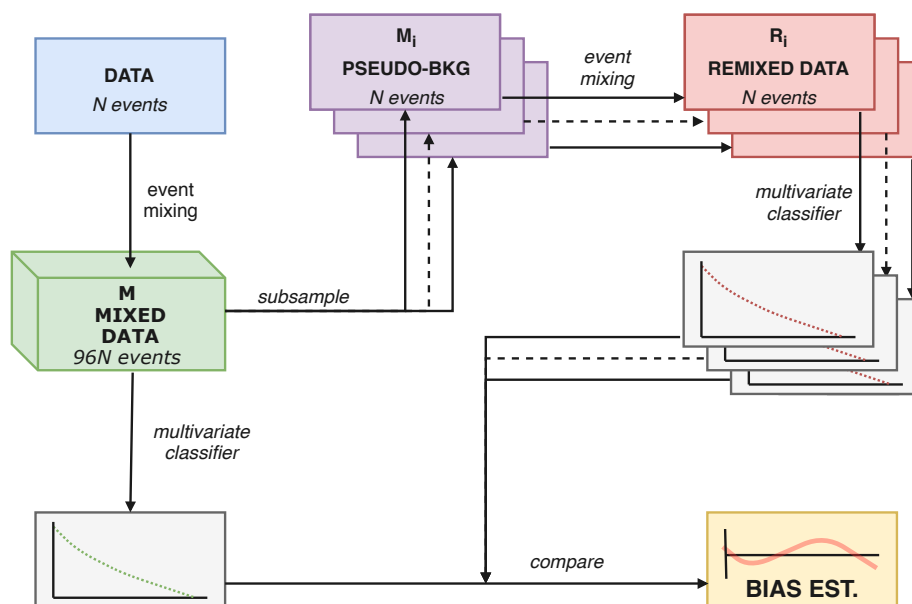 DATA
N events
M_i
PSEUDO-BKG
N events
event
mixing
R_i
REMIXED DATA
N events
event
mixing
multivariate
classifier
M
MIXED
DATA
96N events
subsample
multivariate
classifier
compare
BIAS EST.